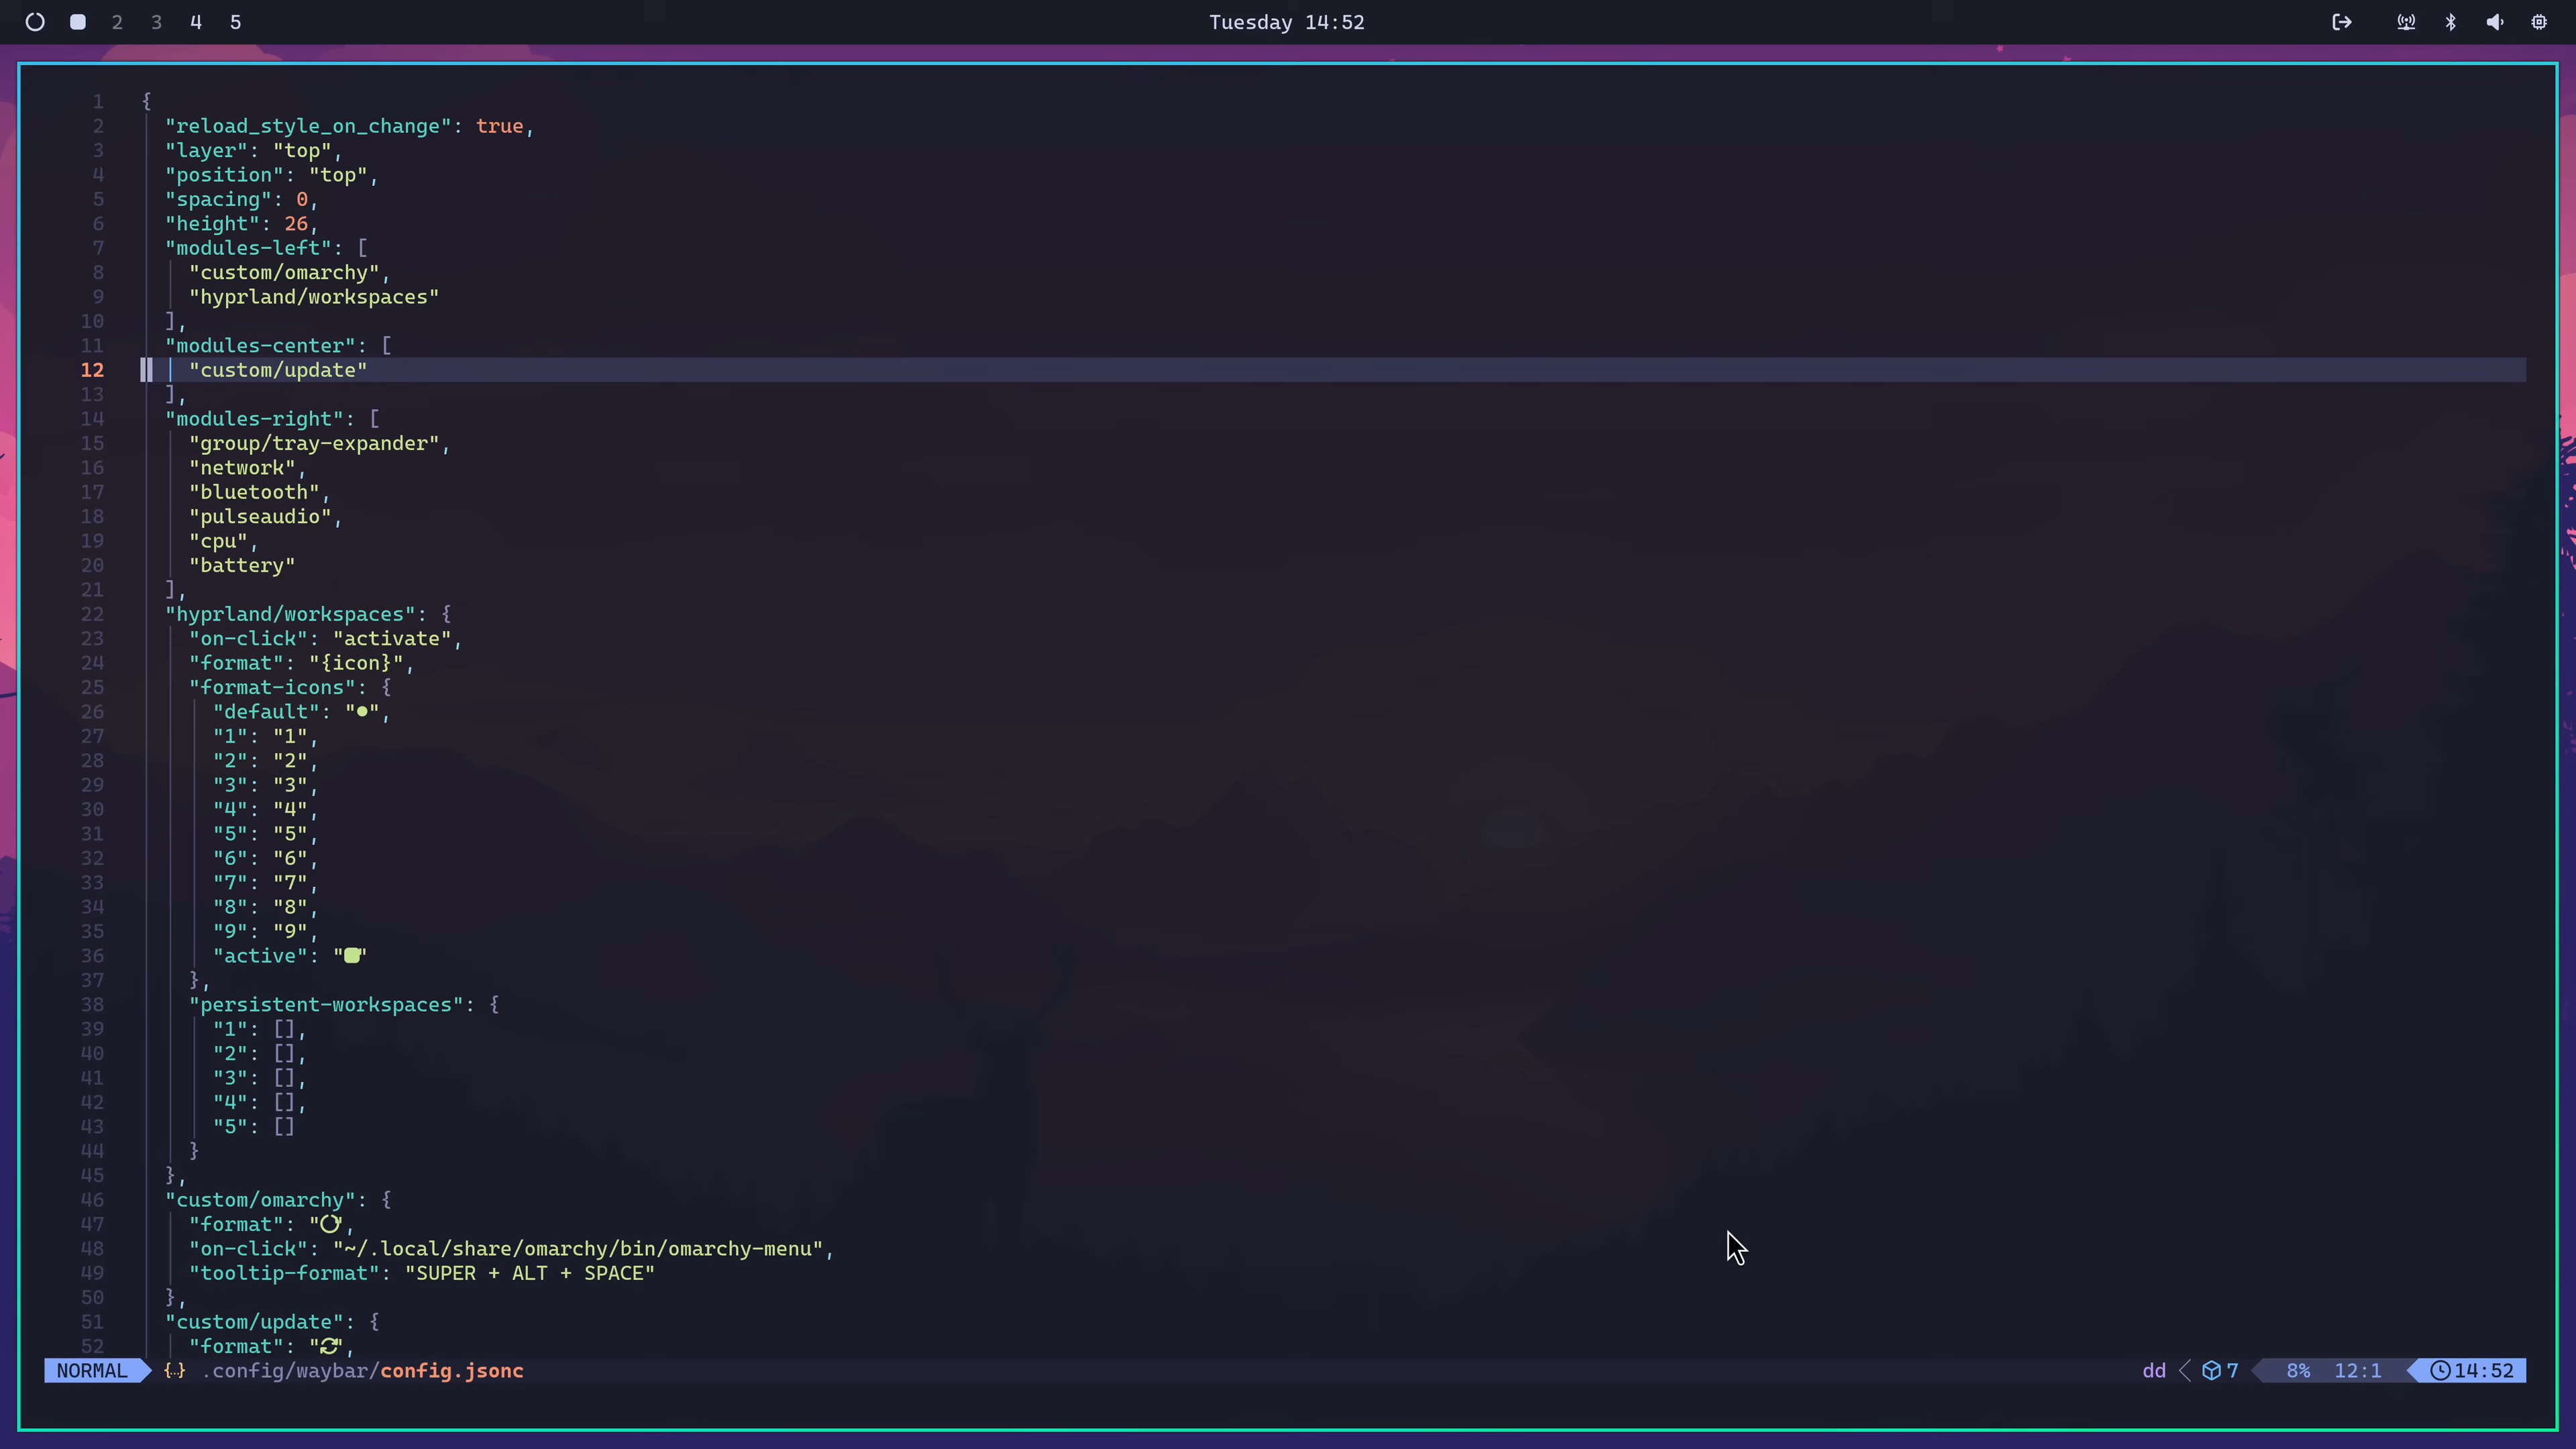 2 3 4 5 Tuesday 14:52
1 {
2 "reload_style_on_change": true,
3 "layer": "top",
4 "position": "top",
5 "spacing": 0,
6 "height": 26,
7 "modules-left": [
8 "custom/omarchy",
9 "hyprland/workspaces"
10 ],
11 "modules-center": [
12 "custom/update"
13 ],
14 "modules-right": [
15 "group/tray-expander",
16 "network",
17 "bluetooth",
18 "pulseaudio",
19 "cpu",
20 "battery"
21 ],
22 "hyprland/workspaces": {
23 "on-click": "activate",
24 "format": "{icon}",
25 "format-icons": {
26 "default": "●",
27 "1": "1",
28 "2": "2",
29 "3": "3",
30 "4": "4",
31 "5": "5",
32 "6": "6",
33 "7": "7",
34 "8": "8",
35 "9": "9",
36 "active": "■"
37 },
38 "persistent-workspaces": {
39 "1": [],
40 "2": [],
41 "3": [],
42 "4": [],
43 "5": []
44 }
45 },
46 "custom/omarchy": {
47 "format": "○",
48 "on-click": "~/.local/share/omarchy/bin/omarchy-menu",
49 "tooltip-format": "SUPER + ALT + SPACE"
50 },
51 "custom/update": {
52 "format": "",
NORMAL {} .config/waybar/config.jsonc dd 7 8% 12:1 14:52